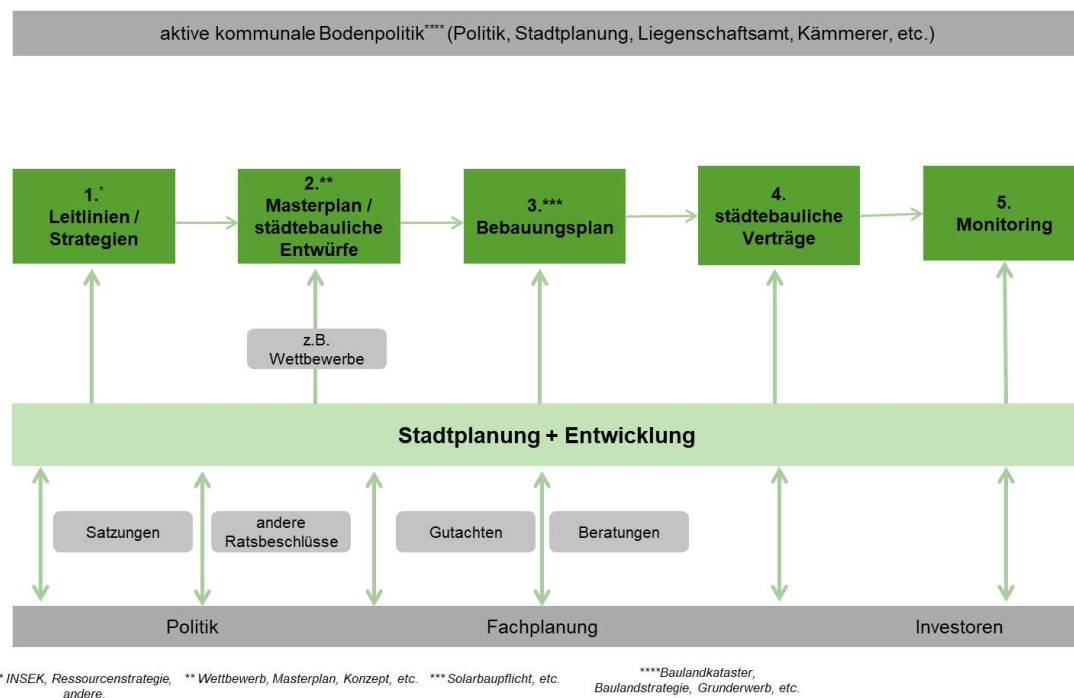 aktive kommunale Bodenpolitik**** (Politik, Stadtplanung, Liegenschaftsamt, Kämmerer, etc.)
1.*
Leitlinien /
Strategien
2.**
Masterplan /
städtebauliche
Entwürfe
3.***
Bebauungsplan
4.
städtebauliche
Verträge
5.
Monitoring
z.B.
Wettbewerbe
Stadtplanung + Entwicklung
Satzungen
andere
Ratsbeschlüsse
Gutachten
Beratungen
Politik
Fachplanung
Investoren
* INSEK, Ressourcenstrategie,
andere.
** Wettbewerb, Masterplan, Konzept, etc.
*** Solarbaupflicht, etc.
****Baulandkataster,
Baulandstrategie, Grunderwerb, etc.